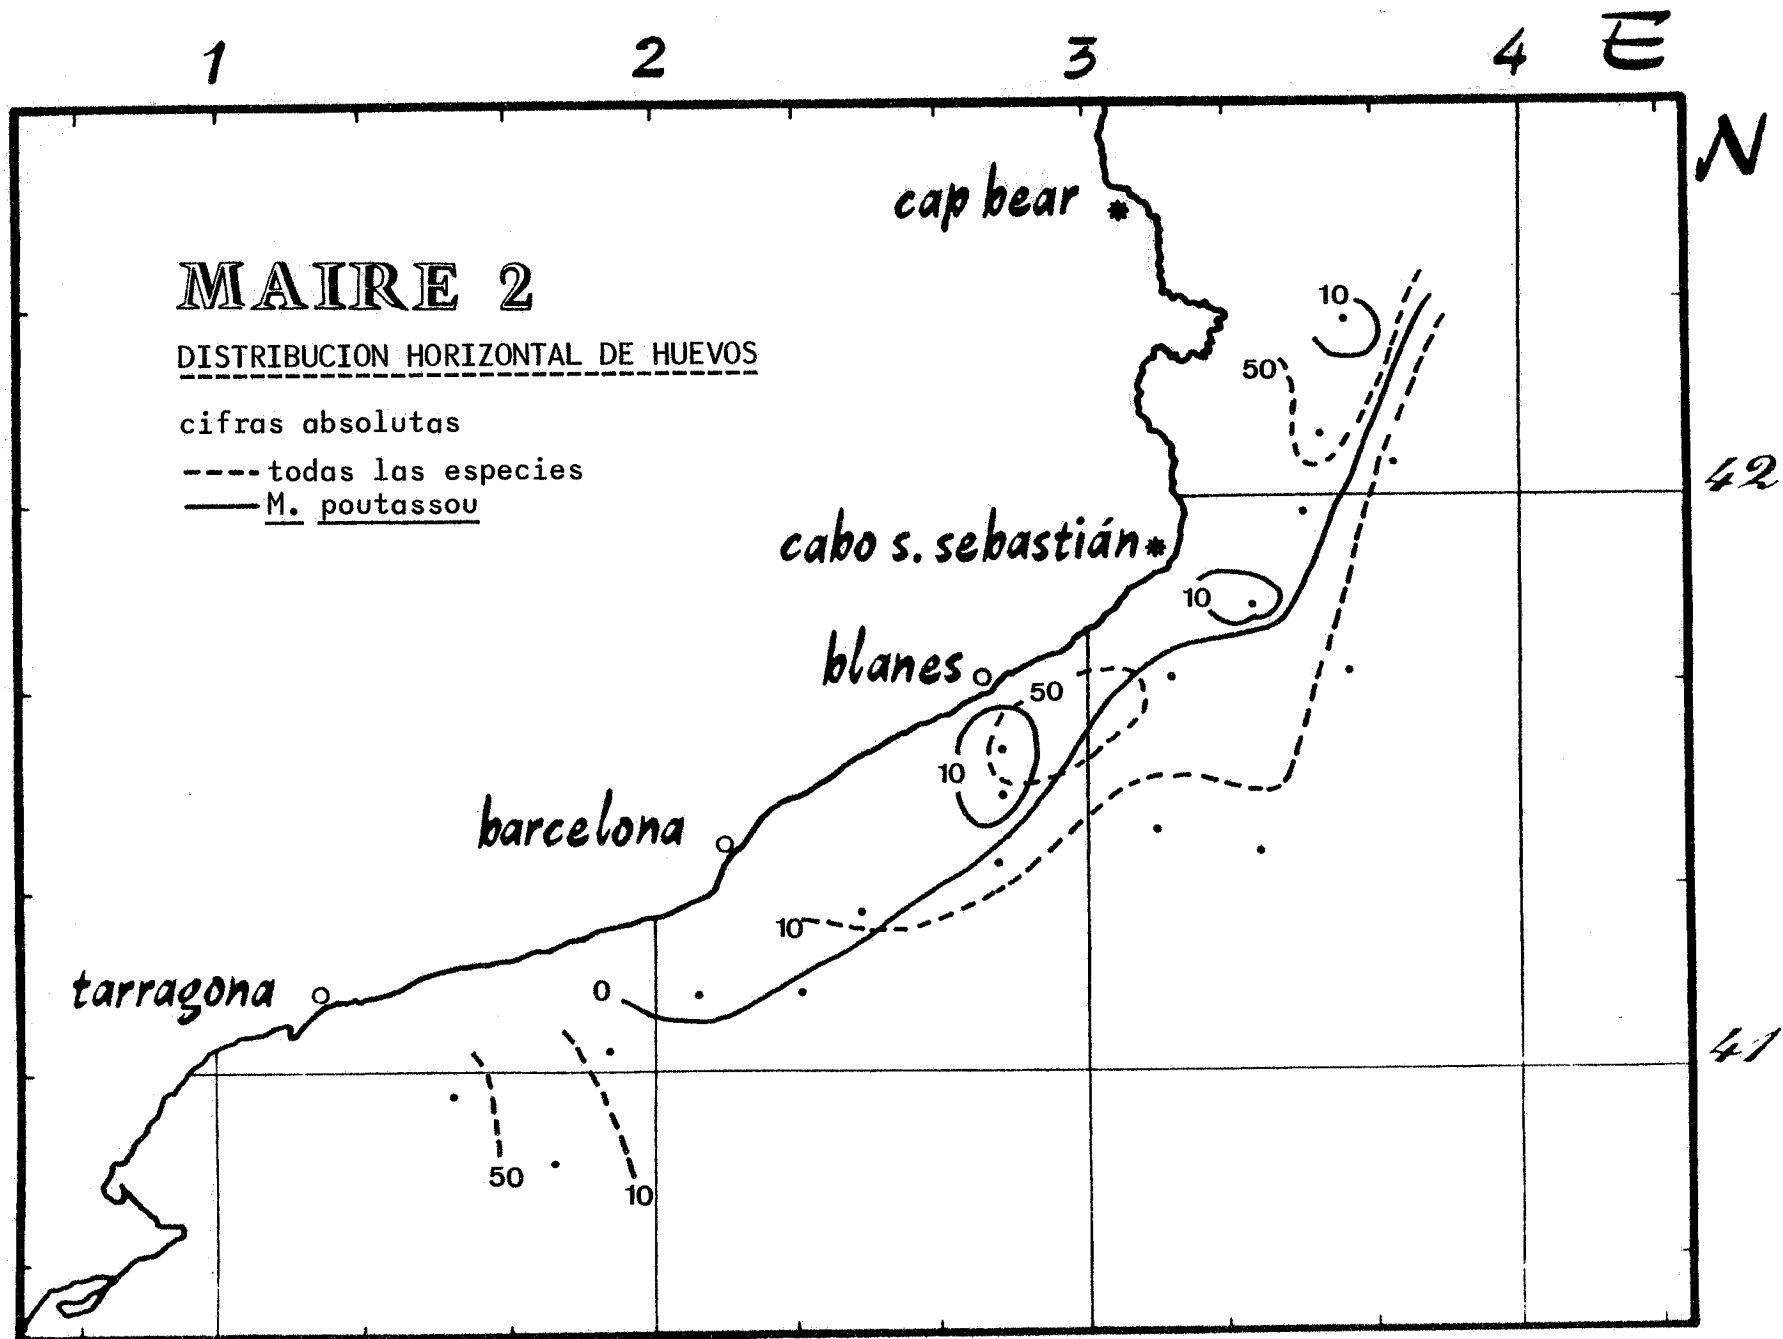 1 2 3 4 E
N
cap bear
MAIRE 2
10
DISTRIBUCION HORIZONTAL DE HUEVOS
50
cifras absolutas
---- todas las especies
—— M. poutassou
42
cabo s. sebastián
10
blanes
50
10
barcelona
10
tarragona
0
41
50
10